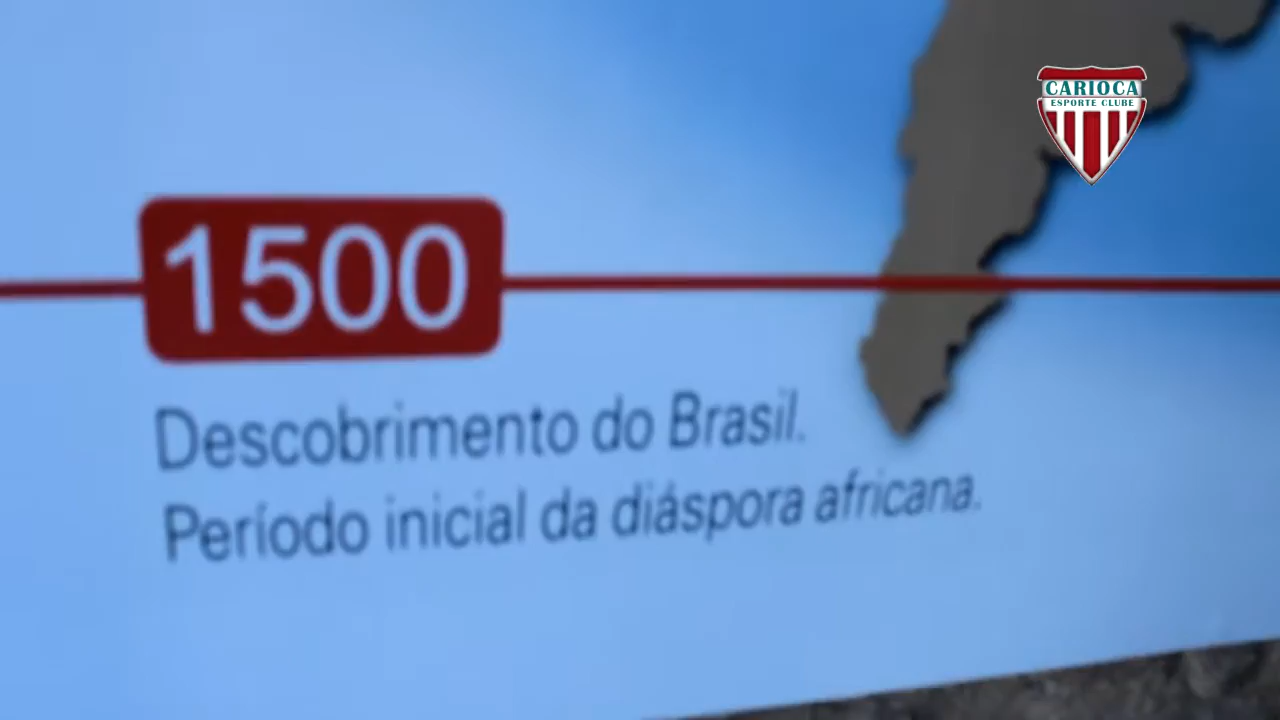 CARIOCA
ESPORTE CLUBE
1500
Descobrimento do Brasil.
Período inicial da diáspora africana.